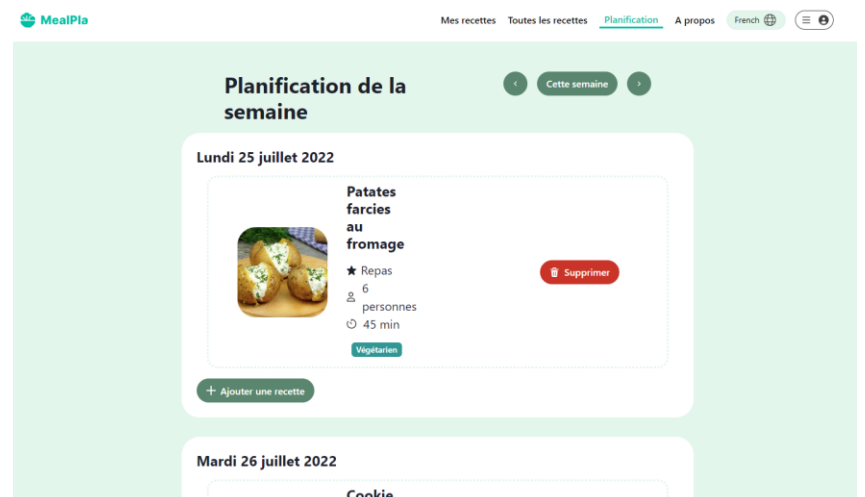 MealPla
Mes recettes Toutes les recettes Planification A propos French
Planification de la
semaine
Cette semaine
Lundi 25 juillet 2022
Patates
farcies
au
fromage
Repas
6
personnes
45 min
Végétarien
Supprimer
+ Ajouter une recette
Mardi 26 juillet 2022
Cookie